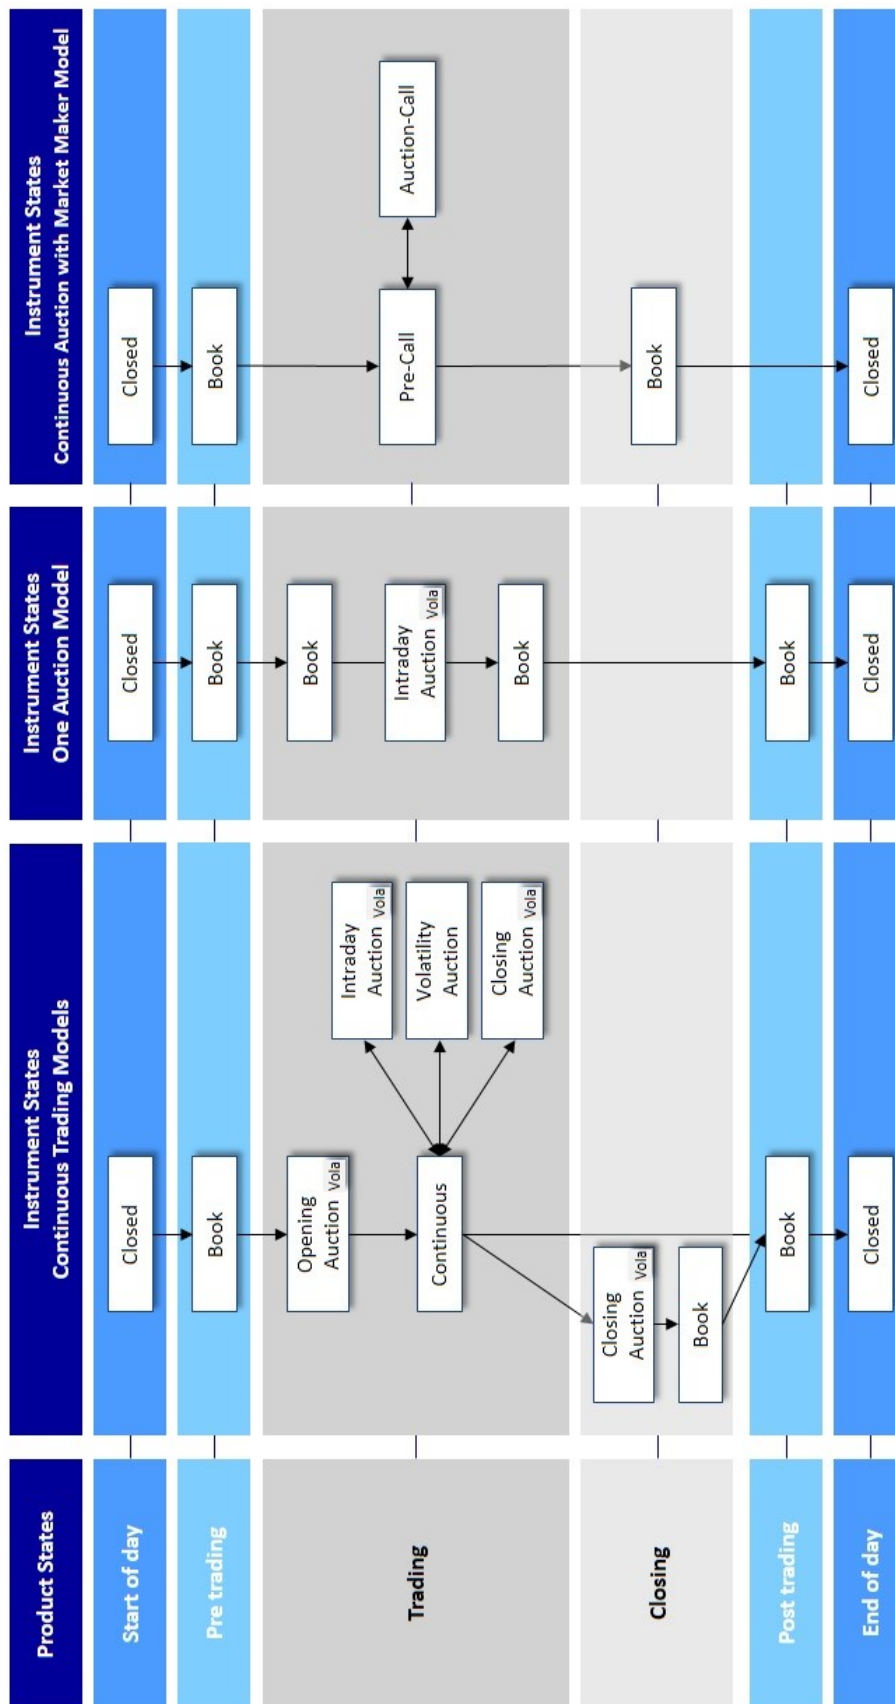 Product States
Instrument States
Continuous Trading Models
Instrument States
One Auction Model
Instrument States
Continuous Auction with Market Maker Model
Start of day
Closed
Closed
Closed
Pre trading
Book
Book
Book
Trading
Opening
Auction Vola
Continuous
Intraday
Auction Vola
Volatility
Auction
Closing
Auction Vola
Book
Intraday
Auction Vola
Book
Pre-Call
Auction-Call
Closing
Closing
Auction Vola
Book
Book
Post trading
Book
Book
End of day
Closed
Closed
Closed